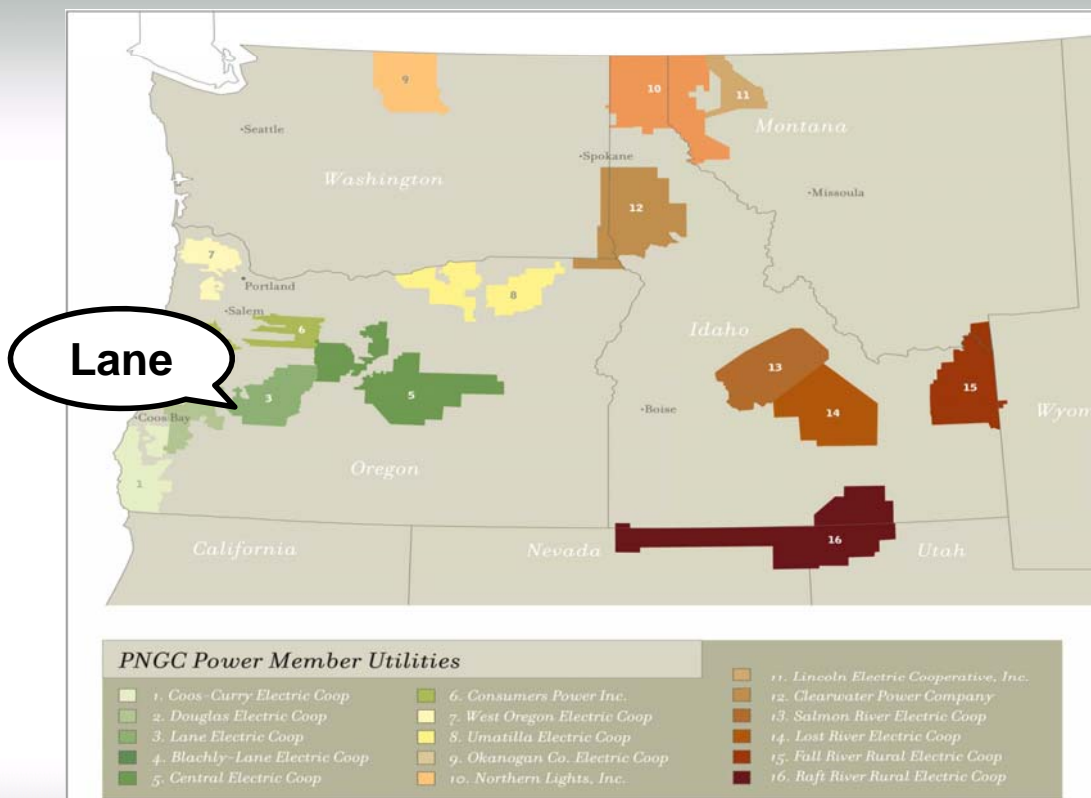 9
10
11
Montana
·Seattle
·Spokane
Washington
·Missoula
12
7
·Portland
8
·Salem
6
Idaho
Lane
13
15
3
5
14
·Boise
Wyom
·Coos Bay
Oregon
1
California
Nevada
16
Utah
PNGC Power Member Utilities
1. Coos-Curry Electric Coop
2. Douglas Electric Coop
3. Lane Electric Coop
4. Blachly-Lane Electric Coop
5. Central Electric Coop
6. Consumers Power Inc.
7. West Oregon Electric Coop
8. Umatilla Electric Coop
9. Okanogan Co. Electric Coop
10. Northern Lights, Inc.
11. Lincoln Electric Cooperative, Inc.
12. Clearwater Power Company
13. Salmon River Electric Coop
14. Lost River Electric Coop
15. Fall River Rural Electric Coop
16. Raft River Rural Electric Coop